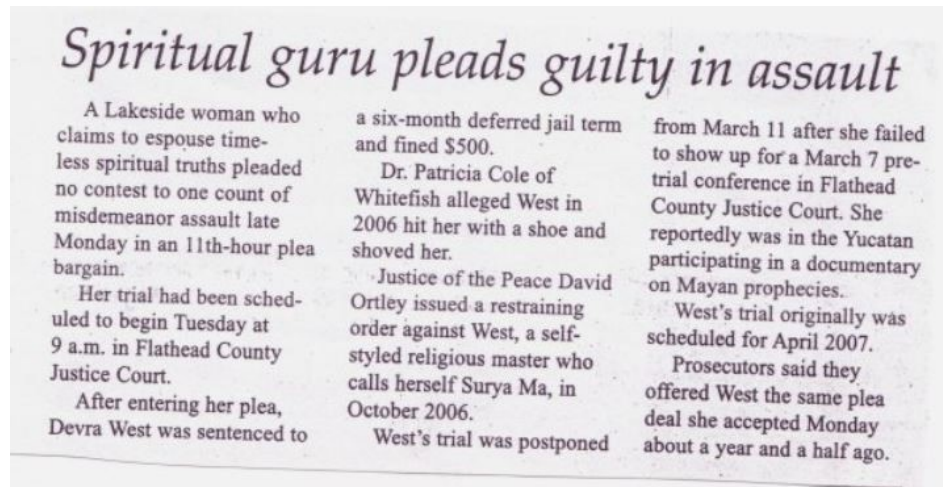 Spiritual guru pleads guilty in assault
A Lakeside woman who
claims to espouse time-
less spiritual truths pleaded
no contest to one count of
misdemeanor assault late
Monday in an 11th-hour plea
bargain.
Her trial had been sched-
uled to begin Tuesday at
9 a.m. in Flathead County
Justice Court.
After entering her plea,
Devra West was sentenced to
a six-month deferred jail term
and fined $500.
Dr. Patricia Cole of
Whitefish alleged West in
2006 hit her with a shoe and
shoved her.
Justice of the Peace David
Ortley issued a restraining
order against West, a self-
styled religious master who
calls herself Surya Ma, in
October 2006.
West's trial was postponed
from March 11 after she failed
to show up for a March 7 pre-
trial conference in Flathead
County Justice Court. She
reportedly was in the Yucatan
participating in a documentary
on Mayan prophecies.
West's trial originally was
scheduled for April 2007.
Prosecutors said they
offered West the same plea
deal she accepted Monday
about a year and a half ago.